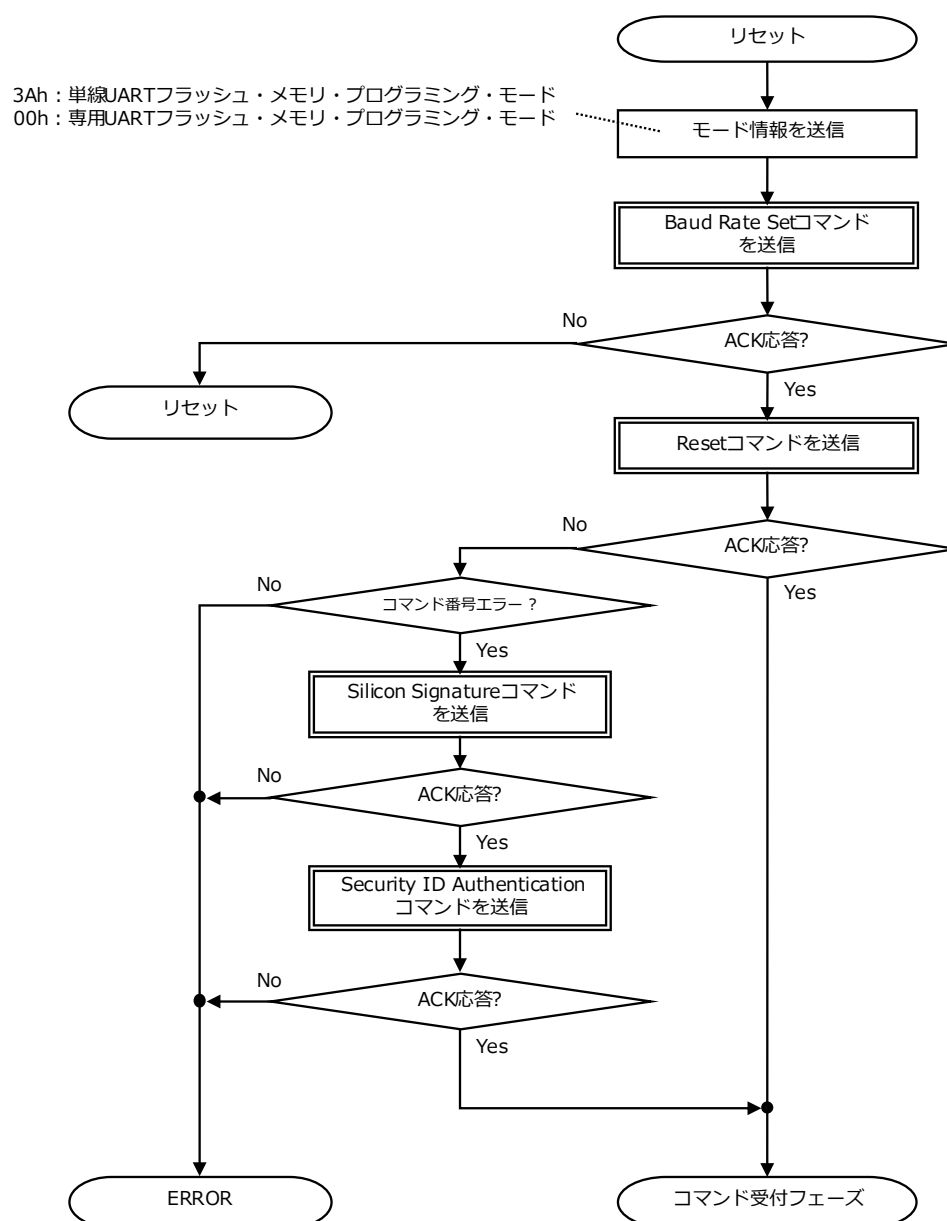 リセット
3Ah：単線UARTフラッシュ・メモリ・プログラミング・モード
00h：専用UARTフラッシュ・メモリ・プログラミング・モード
モード情報を送信
Baud Rate Setコマンド
を送信
No
ACK応答?
Yes
リセット
Resetコマンドを送信
No
ACK応答?
Yes
No
コマンド番号エラー？
Yes
Silicon Signatureコマンド
を送信
No
ACK応答?
Yes
Security ID Authentication
コマンドを送信
No
ACK応答?
Yes
ERROR
コマンド受付フェーズ